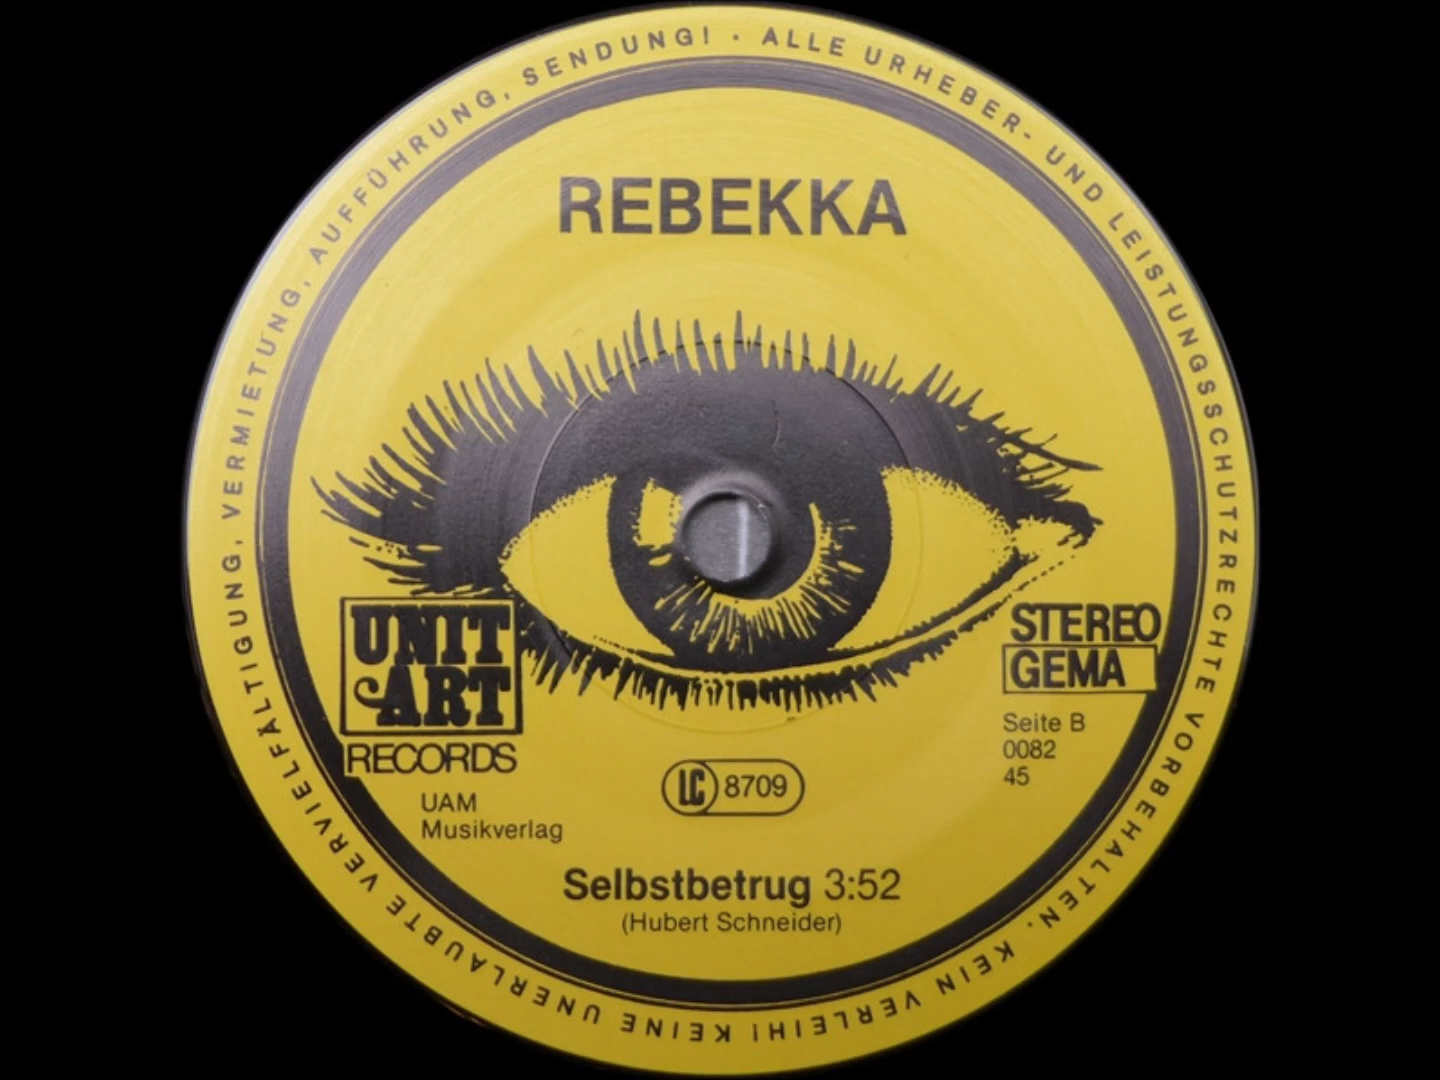 ALLE URHEBER- UND LEISTUNGSSCHUTZRECHTE VORBEHALTEN. KEIN VERLEIH! KEINE UNERLAUBTE VERVIELFÄLTIGUNG, VERMIETUNG, AUFFÜHRUNG, SENDUNG! ·
REBEKKA
UNIT
ART
RECORDS
UAM
Musikverlag
STEREO
GEMA
Seite B
0082
45
LC 8709
Selbstbetrug 3:52
(Hubert Schneider)